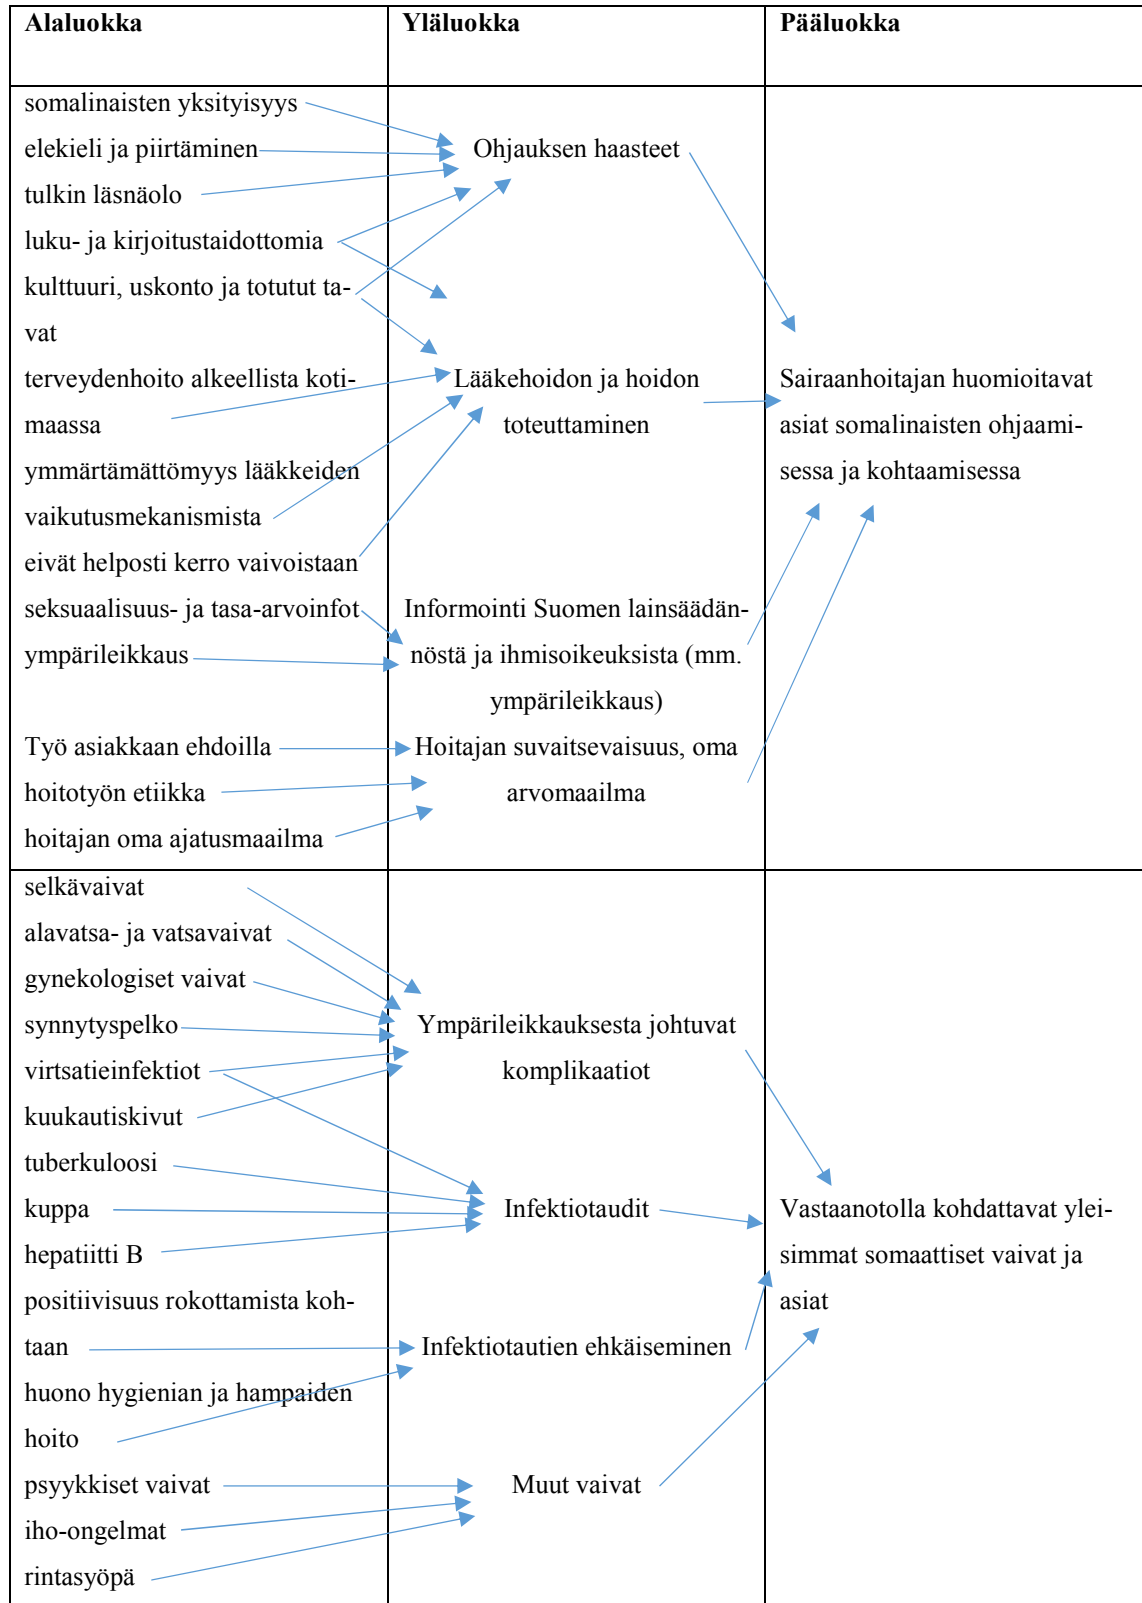 Alaluokka
Yläluokka
Pääluokka
somalinaisten yksityisyys
elekieli ja piirtäminen
tulkin läsnäolo
luku- ja kirjoitustaidottomia
kulttuuri, uskonto ja totutut ta-
vat
terveydenhoito alkeellista koti-
maassa
ymmärtämättömyys lääkkeiden
vaikutusmekanismista
eivät helposti kerro vaivoistaan
seksuaalisuus- ja tasa-arvoinfot
ympärileikkaus
Työ asiakkaan ehdoilla
hoitotyön etiikka
hoitajan oma ajatusmaailma
Ohjauksen haasteet
Lääkehoidon ja hoidon
toteuttaminen
Informointi Suomen lainsäädän-
nöstä ja ihmisoikeuksista (mm.
ympärileikkaus)
Hoitajan suvaitsevaisuus, oma
arvomaailma
Sairaanhoitajan huomioitavat
asiat somalinaisten ohjaami-
sessa ja kohtaamisessa
selkävaivat
alavatsa- ja vatsavaivat
gynekologiset vaivat
synnytyspelko
virtsatieinfektiot
kuukautiskivut
tuberkuloosi
kuppa
hepatiitti B
positiivisuus rokottamista koh-
taan
huono hygienian ja hampaiden
hoito
psyykkiset vaivat
iho-ongelmat
rintasyöpä
Ympärileikkauksesta johtuvat
komplikaatiot
Infektiotaudit
Infektiotautien ehkäiseminen
Muut vaivat
Vastaanotolla kohdattavat ylei-
simmat somaattiset vaivat ja
asiat